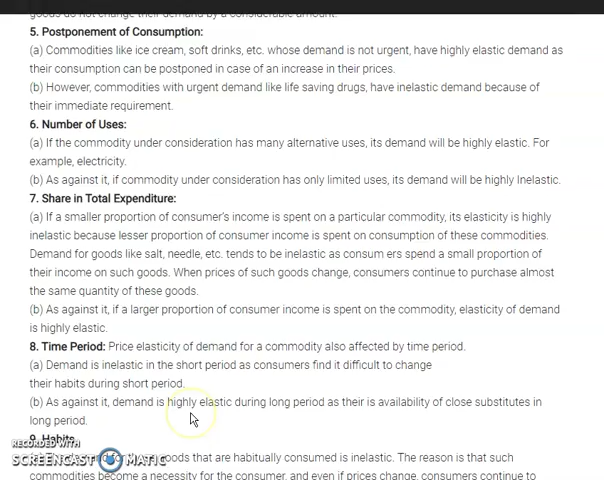 goods do not change their demand by a considerable amount.
5. Postponement of Consumption:
(a) Commodities like ice cream, soft drinks, etc. whose demand is not urgent, have highly elastic demand as
their consumption can be postponed in case of an increase in their prices.
(b) However, commodities with urgent demand like life saving drugs, have inelastic demand because of
their immediate requirement.
6. Number of Uses:
(a) If the commodity under consideration has many alternative uses, its demand will be highly elastic. For
example, electricity.
(b) As against it, if commodity under consideration has only limited uses, its demand will be highly Inelastic.
7. Share in Total Expenditure:
(a) If a smaller proportion of consumer's income is spent on a particular commodity, its elasticity is highly
inelastic because lesser proportion of consumer income is spent on consumption of these commodities.
Demand for goods like salt, needle, etc. tends to be inelastic as consum ers spend a small proportion of
their income on such goods. When prices of such goods change, consumers continue to purchase almost
the same quantity of these goods.
(b) As against it, if a larger proportion of consumer income is spent on the commodity, elasticity of demand
is highly elastic.
8. Time Period: Price elasticity of demand for a commodity also affected by time period.
(a) Demand is inelastic in the short period as consumers find it difficult to change
their habits during short period.
(b) As against it, demand is highly elastic during long period as their is availability of close substitutes in
long period.
9. Habits
RECORDED WITH
SCREENCAST MATIC
goods that are habitually consumed is inelastic. The reason is that such
commodities become a necessity for the consumer, and even if prices change, consumers continue to